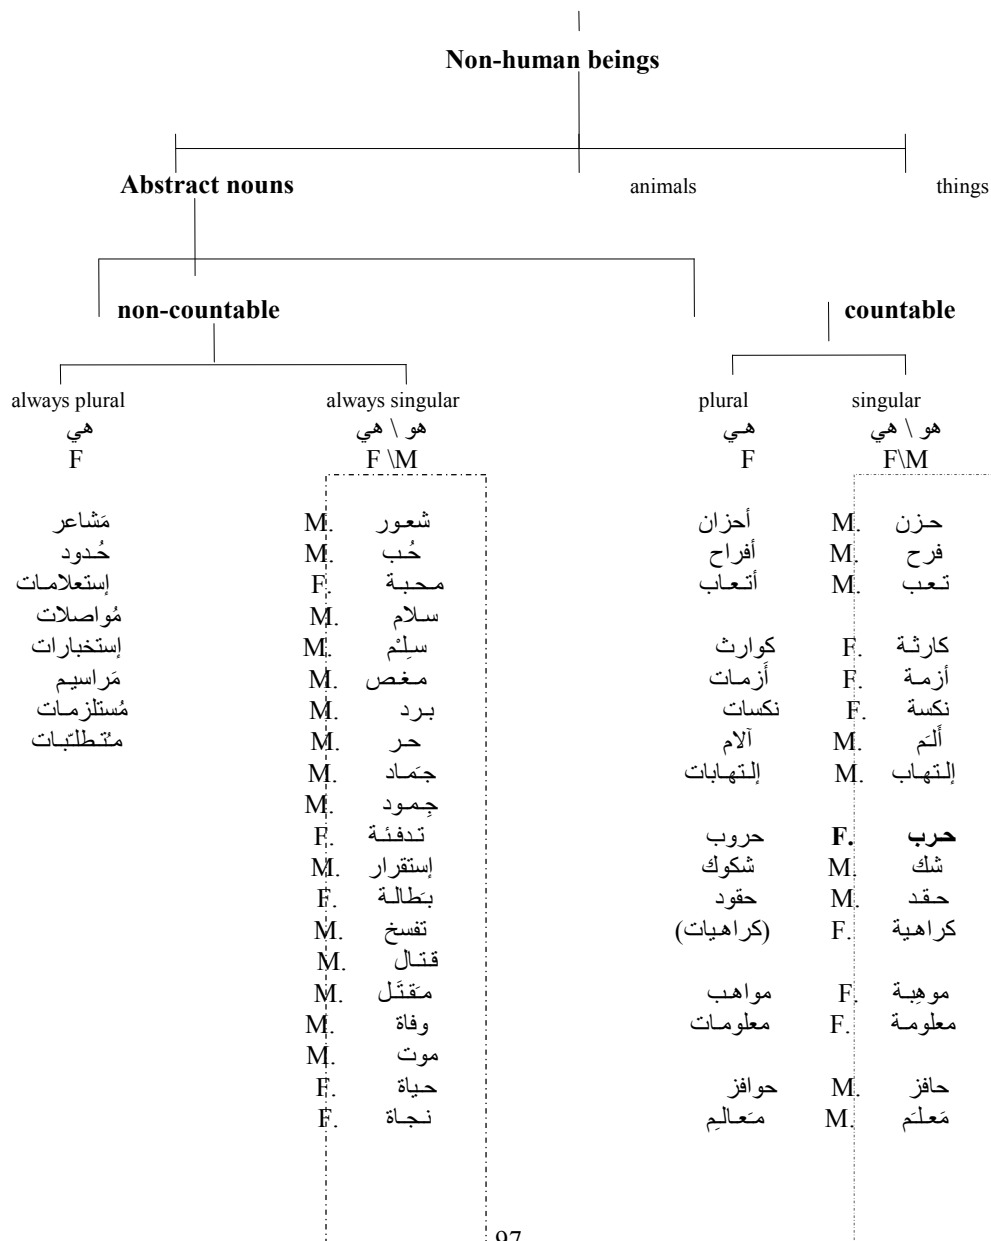 Non-human beings
Abstract nouns animals things
non-countable countable
always plural always singular plural singular
هي هو \ هي هي هو \ هي
F F \M F F\M
مَشاعر M. شعور أحزان M. حزن
حُدود M. حُب أفراح M. فرح
إستعلامات F. محبة أتعاب M. تعب
مُواصلات M. سلام
إستخبارات M. سِلِْم كوارث F. كارثة
مَراسيم M. مغص أَزمات F. أزمة
مُستلزمات M. برد نكسات F. نكسة
متُطلبّات M. حر آلام M. أَلَم
M. جَماد إلتهابات M. إلتهاب
M. جِمود
F. تدفئة حروب F. حرب
M. إستقرار شكوك M. شك
F. بَطالة حقود M. حقد
M. تفسخ (كراهيات) F. كراهية
M. قتال
M. مَقتَل مواهب F. موهِبة
M. وفاة معلومات F. معلومة
M. موت
F. حياة حوافز M. حافز
F. نجاة مَعالِم M. مَعلَم
97